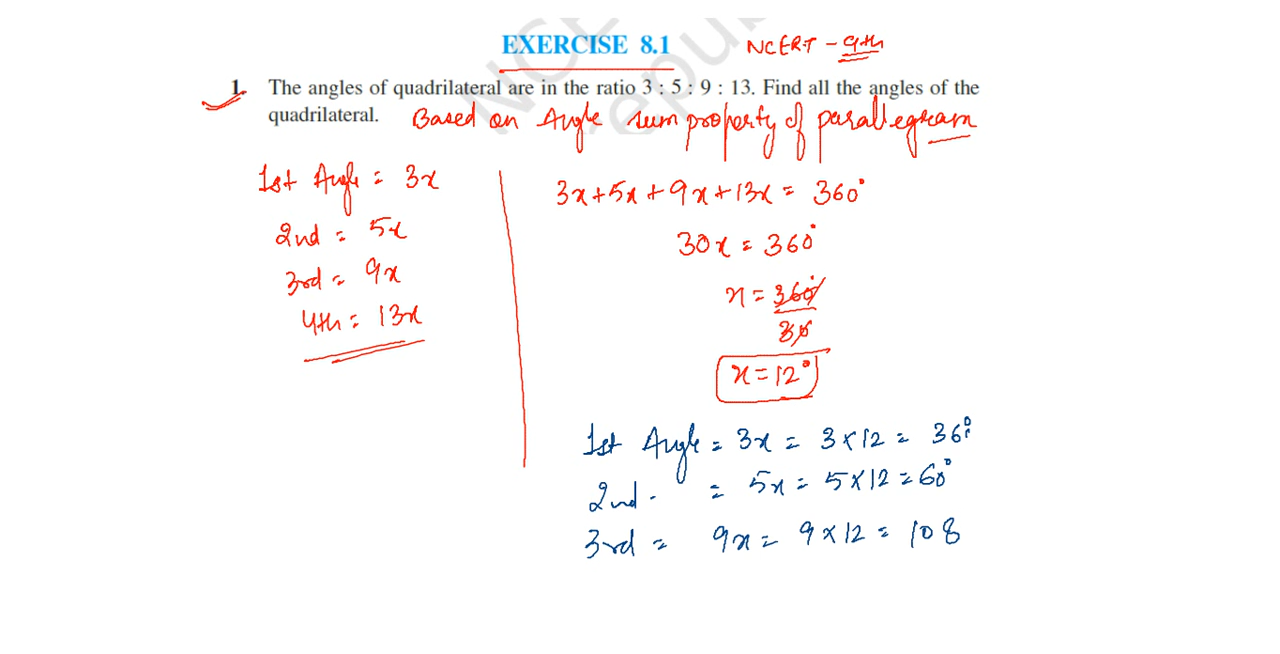 EXERCISE 8.1
NCERT - 9th
1. The angles of quadrilateral are in the ratio 3 : 5 : 9 : 13. Find all the angles of the
quadrilateral.
Based on Angle sum property of parallegram
1st Angle = 3x
2nd = 5x
3rd = 9x
4th = 13x
3x+5x+9x+13x = 360°
30x = 360°
x = 360°/30
x = 12°
1st Angle = 3x = 3×12 = 36°
2nd - = 5x = 5×12 = 60°
3rd = 9x = 9×12 = 108